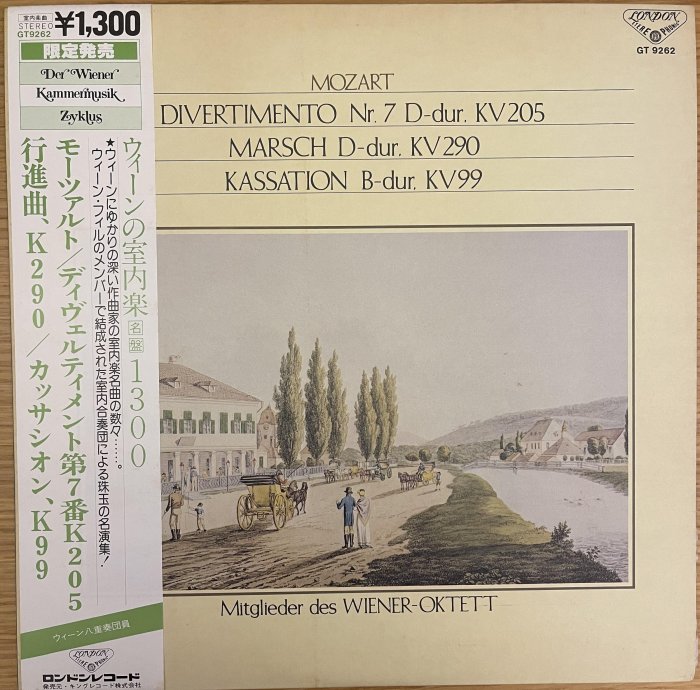 室内楽曲
STEREO
GT9262
¥1,300
限定発売
Der Wiener
Kammermusik
Zyklus
ウィーンの室内楽 名盤 1300
★ウィーンにゆかりの深い作曲家の室内楽名曲の数々……。
ウィーン・フィルのメンバーで結成された室内合奏団による珠玉の名演集!
モーツァルト/ディヴェルティメント第7番K205
行進曲、K290/カッサシオン、K99
ウィーン八重奏団員
LONDON
ロンドンレコード
発売元・キングレコード株式会社
LONDON
GT 9262
MOZART
DIVERTIMENTO Nr. 7 D-dur. KV205
MARSCH D-dur. KV290
KASSATION B-dur. KV99
Mitglieder des WIENER-OKTETT